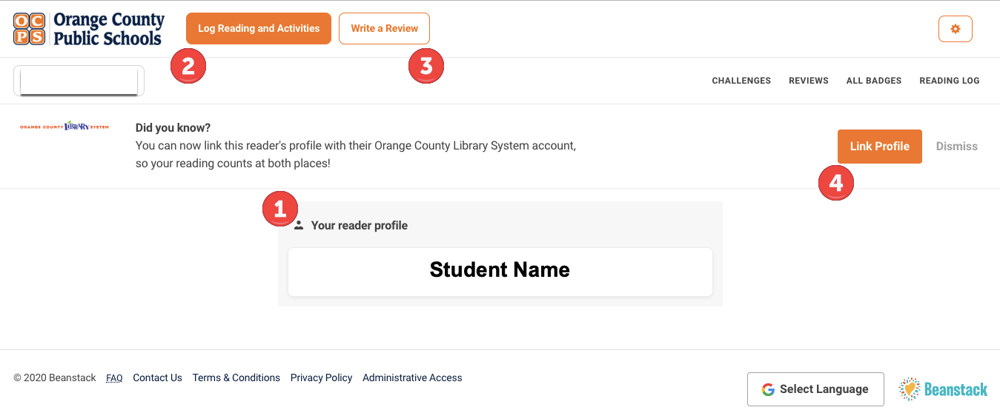 OC
PS
Orange County
Public Schools
Log Reading and Activities
Write a Review
2
3
CHALLENGES REVIEWS ALL BADGES READING LOG
ORANGE COUNTY LIBRARY SYSTEM
Did you know?
You can now link this reader's profile with their Orange County Library System account,
so your reading counts at both places!
Link Profile
Dismiss
4
1
Your reader profile
Student Name
© 2020 Beanstack FAQ Contact Us Terms & Conditions Privacy Policy Administrative Access
G Select Language
Beanstack